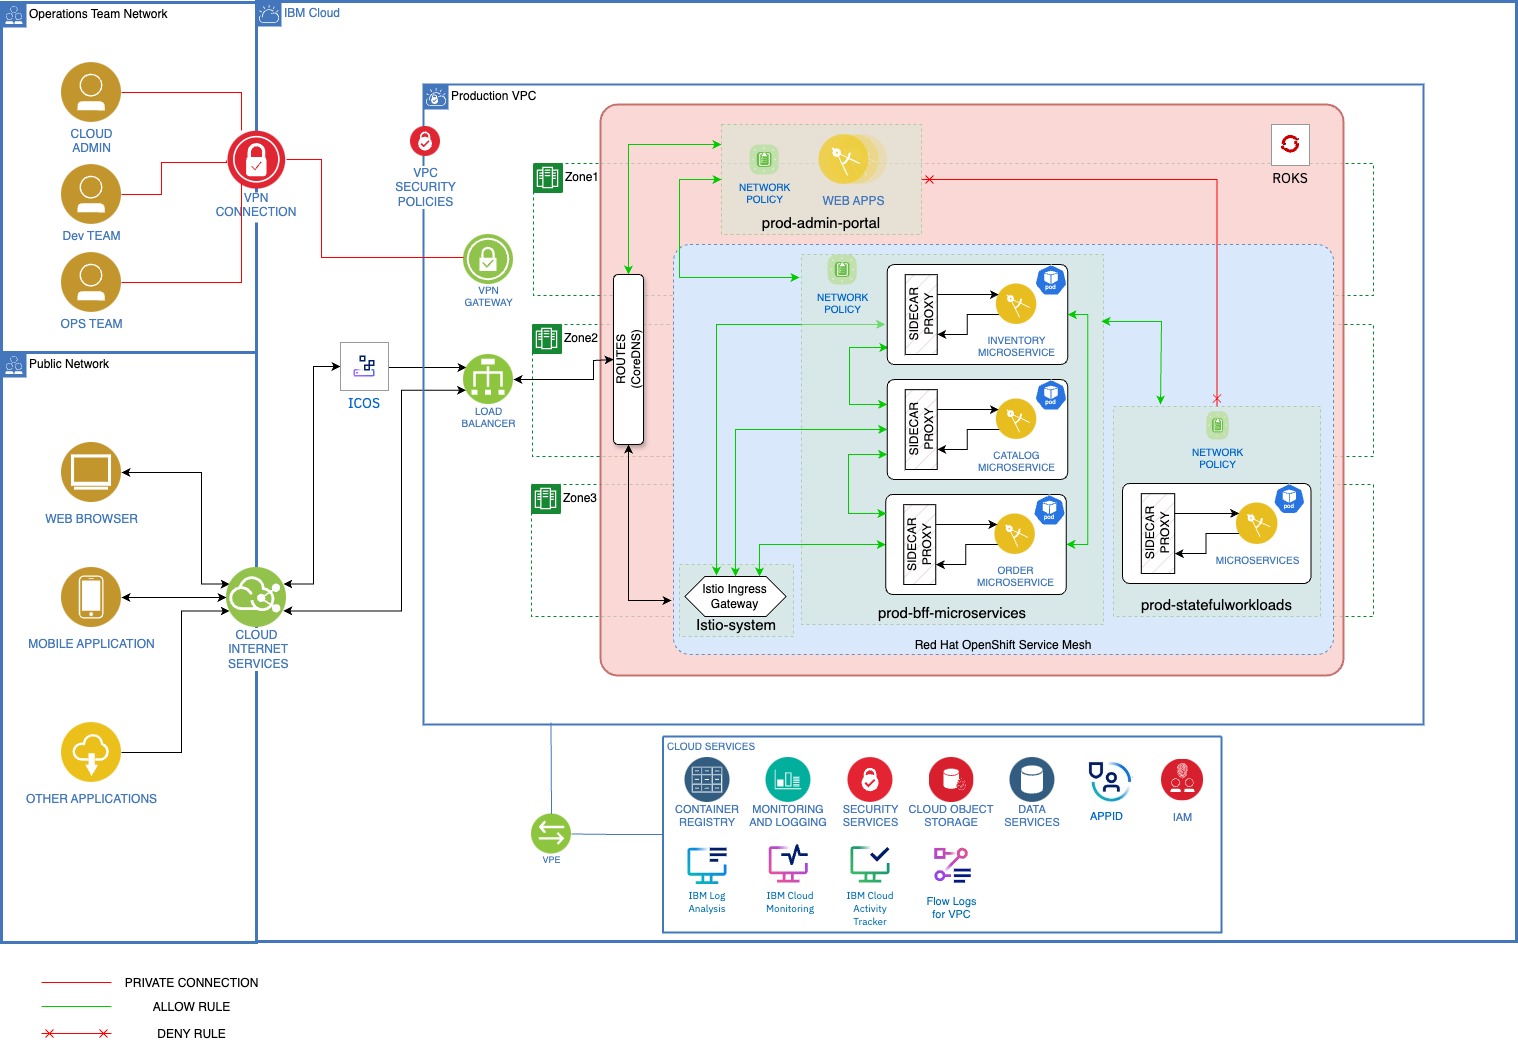 Operations Team Network
IBM Cloud
CLOUD
ADMIN
Dev TEAM
OPS TEAM
VPN
CONNECTION
Public Network
WEB BROWSER
MOBILE APPLICATION
OTHER APPLICATIONS
CLOUD
INTERNET
SERVICES
ICOS
Production VPC
VPC
SECURITY
POLICIES
VPN
GATEWAY
LOAD
BALANCER
Zone1
Zone2
Zone3
ROUTES
(CoreDNS)
NETWORK
POLICY
WEB APPS
prod-admin-portal
ROKS
NETWORK
POLICY
SIDECAR
PROXY
pod
INVENTORY
MICROSERVICE
SIDECAR
PROXY
pod
CATALOG
MICROSERVICE
SIDECAR
PROXY
pod
ORDER
MICROSERVICE
prod-bff-microservices
Istio Ingress
Gateway
Istio-system
NETWORK
POLICY
SIDECAR
PROXY
pod
MICROSERVICES
prod-statefulworkloads
Red Hat OpenShift Service Mesh
VPE
CLOUD SERVICES
CONTAINER
REGISTRY
MONITORING
AND LOGGING
SECURITY
SERVICES
CLOUD OBJECT
STORAGE
DATA
SERVICES
APPID
IAM
IBM Log
Analysis
IBM Cloud
Monitoring
IBM Cloud
Activity
Tracker
Flow Logs
for VPC
PRIVATE CONNECTION
ALLOW RULE
DENY RULE